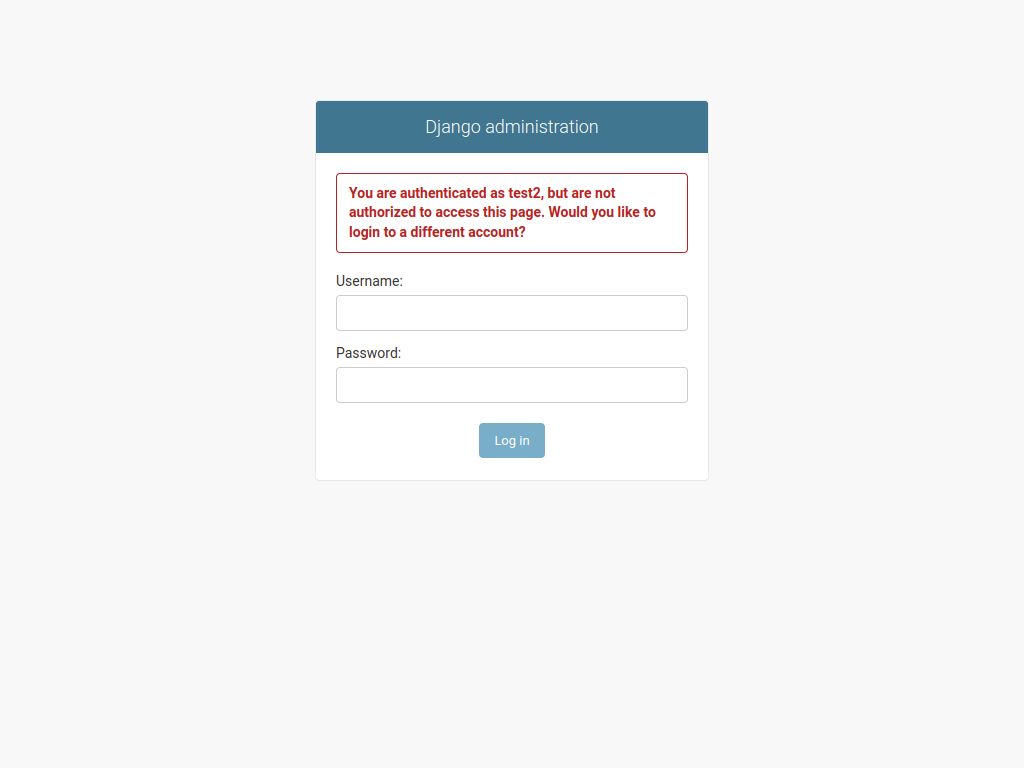 Django administration
You are authenticated as test2, but are not
authorized to access this page. Would you like to
login to a different account?
Username:
Password:
Log in